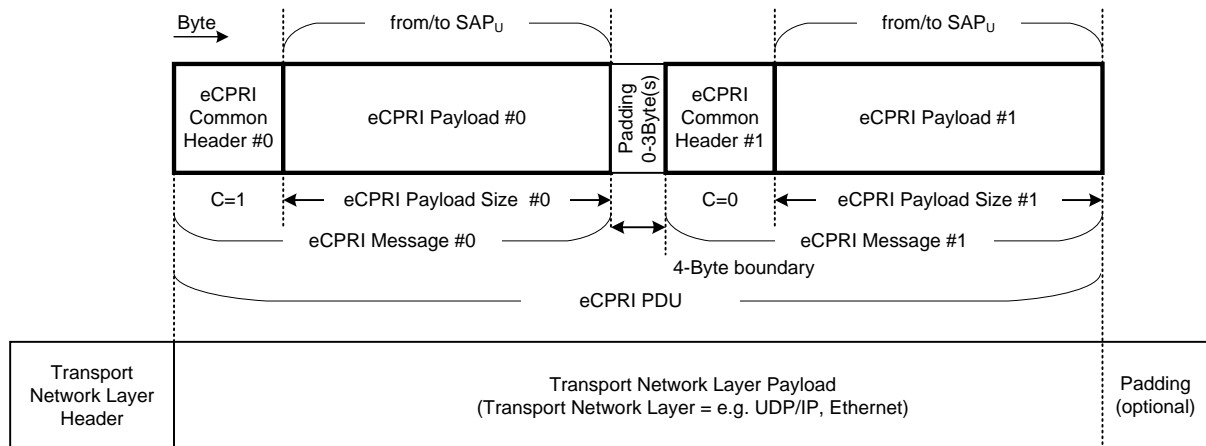 Byte
from/to SAPU
from/to SAPU
eCPRI
Common
Header #0
eCPRI Payload #0
Padding
0-3Byte(s)
eCPRI
Common
Header #1
eCPRI Payload #1
C=1
eCPRI Payload Size #0
C=0
eCPRI Payload Size #1
eCPRI Message #0
eCPRI Message #1
4-Byte boundary
eCPRI PDU
Transport
Network Layer
Header
Transport Network Layer Payload
(Transport Network Layer = e.g. UDP/IP, Ethernet)
Padding
(optional)